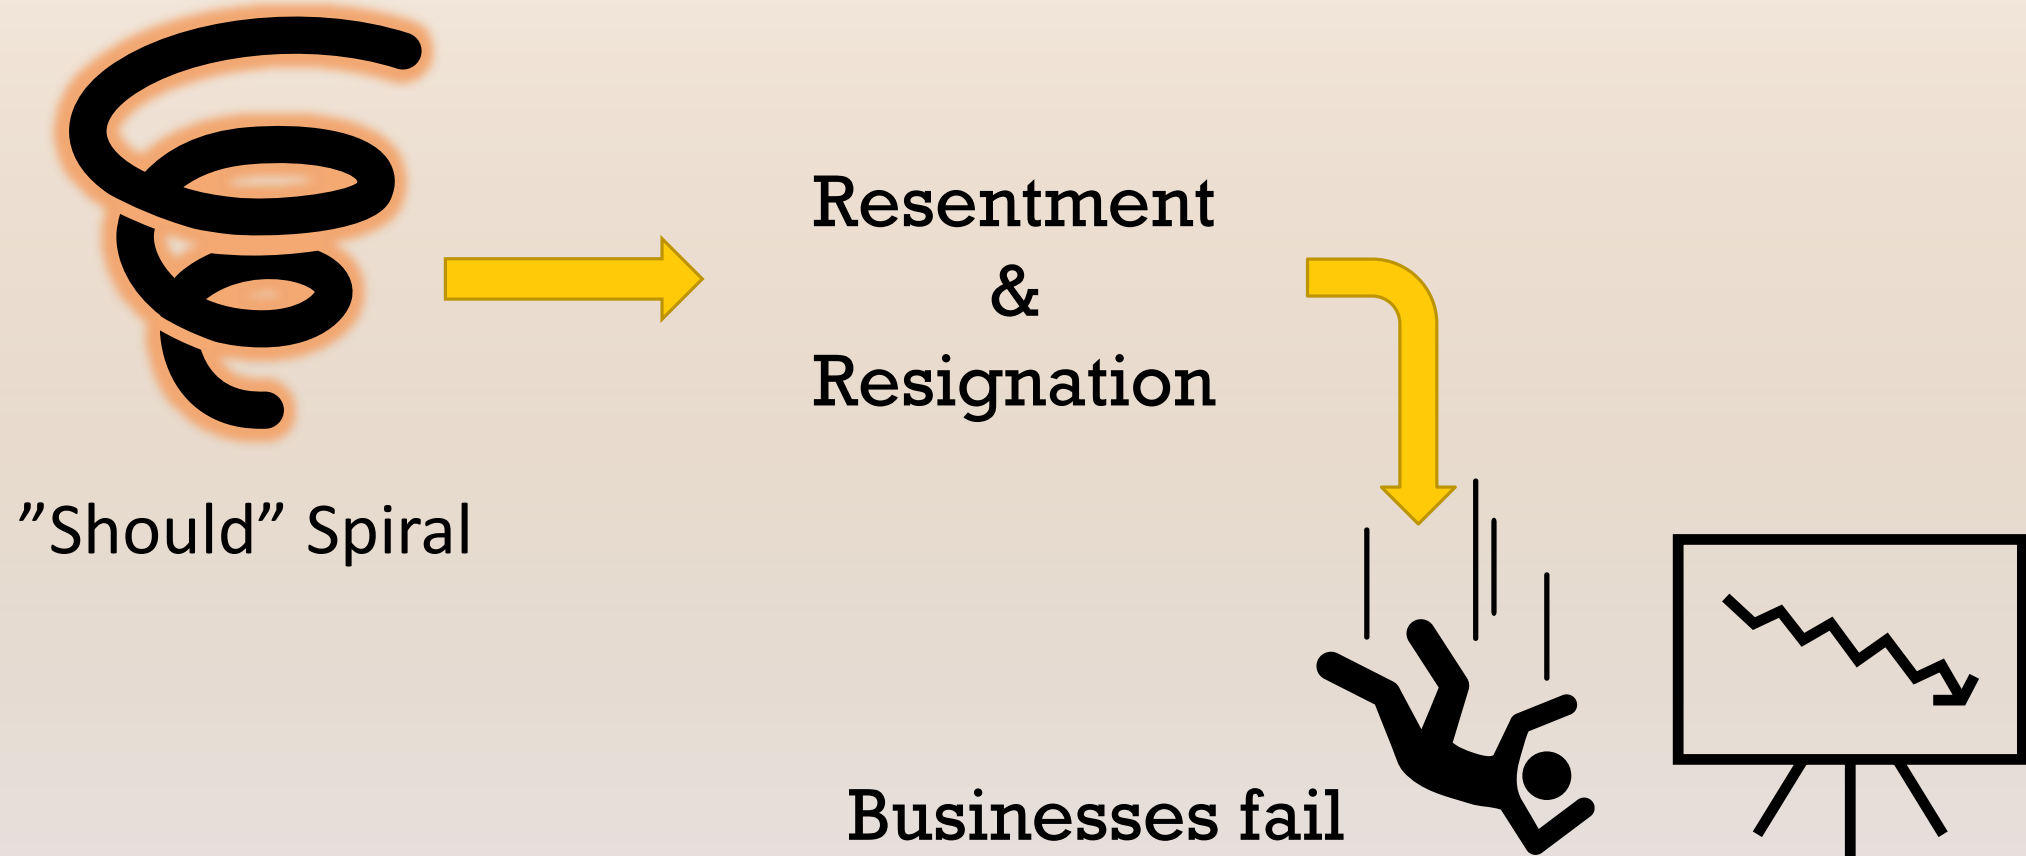 ”Should” Spiral
Resentment
&
Resignation
Businesses fail